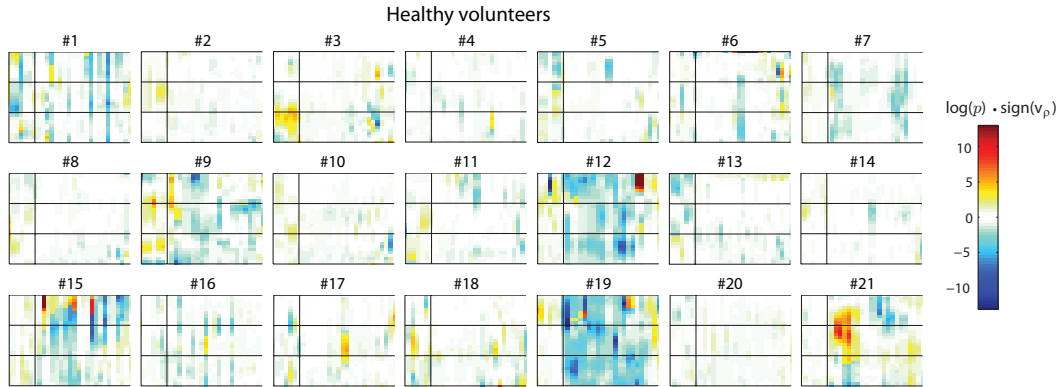 Healthy volunteers
#1 #2 #3 #4 #5 #6 #7
log(p) • sign(vρ)
10
5
0
−5
−10
#8 #9 #10 #11 #12 #13 #14
#15 #16 #17 #18 #19 #20 #21